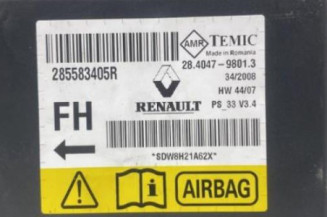 AMR TEMIC
Made in Romania
285583405R
28.4047-9801.3
34/2008
HW 44/07
FH
RENAULT
PS_33 V3.4
*SDW8H21A62X*
i
AIRBAG